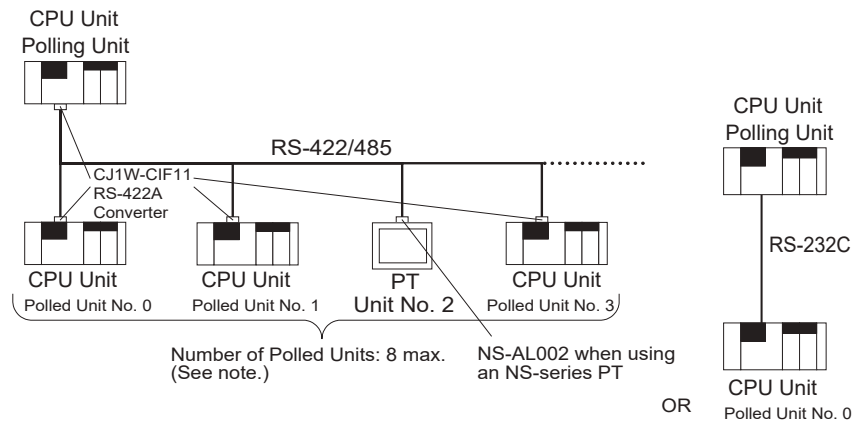 CPU Unit
Polling Unit
RS-422/485
CJ1W-CIF11
RS-422A
Converter
CPU Unit
Polled Unit No. 0
CPU Unit
Polled Unit No. 1
PT
Unit No. 2
CPU Unit
Polled Unit No. 3
Number of Polled Units: 8 max.
(See note.)
NS-AL002 when using
an NS-series PT
OR
CPU Unit
Polling Unit
RS-232C
CPU Unit
Polled Unit No. 0